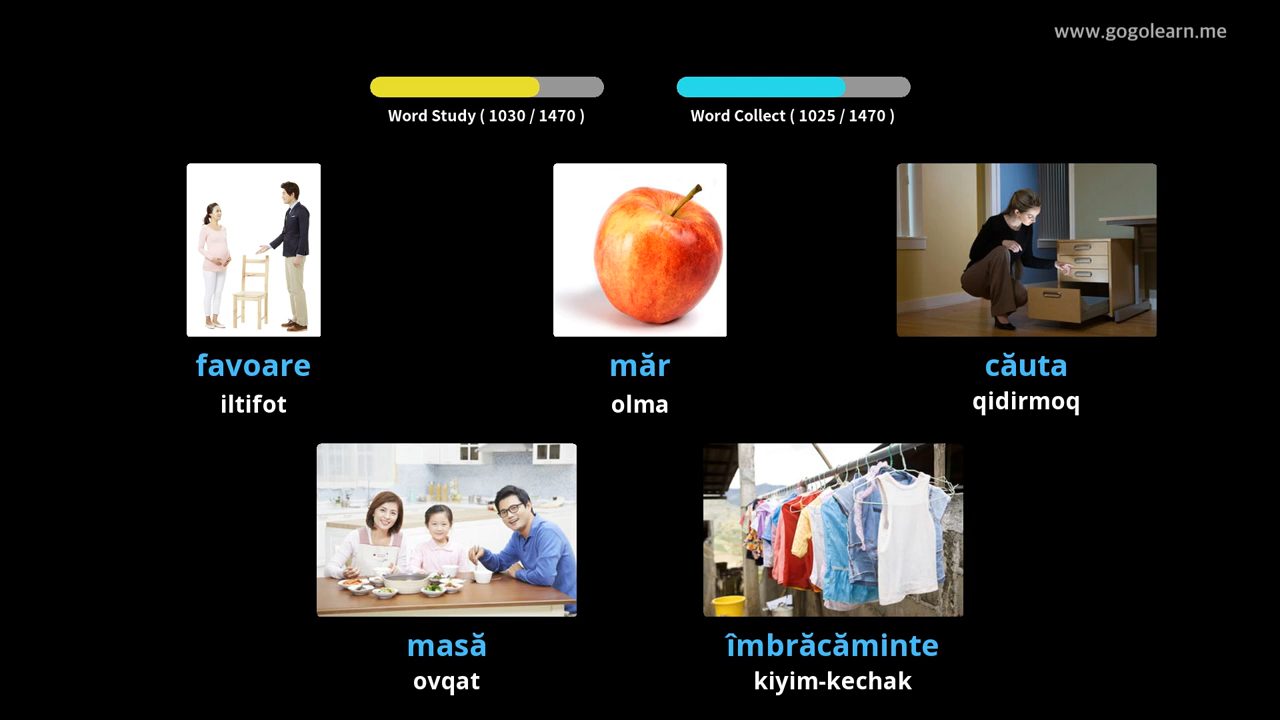 www.gogolearn.me
Word Study ( 1030 / 1470 )
Word Collect ( 1025 / 1470 )
favoare
iltifot
măr
olma
căuta
qidirmoq
masă
ovqat
îmbrăcăminte
kiyim-kechak